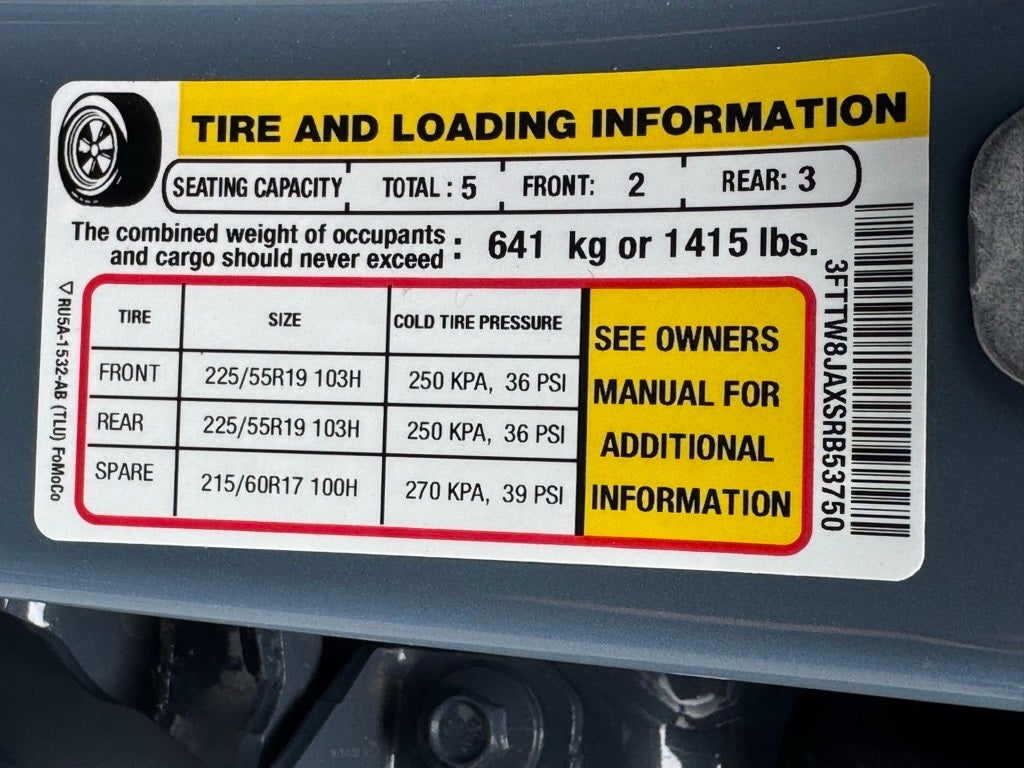 TIRE AND LOADING INFORMATION
SEATING CAPACITY TOTAL : 5 FRONT: 2 REAR: 3
The combined weight of occupants
and cargo should never exceed : 641 kg or 1415 lbs.
TIRE SIZE COLD TIRE PRESSURE
FRONT 225/55R19 103H 250 KPA, 36 PSI
REAR 225/55R19 103H 250 KPA, 36 PSI
SPARE 215/60R17 100H 270 KPA, 39 PSI
SEE OWNERS
MANUAL FOR
ADDITIONAL
INFORMATION
▽ RU5A-1532-AB (TLU) FoMoCo
3FTTW8JAXSRB53750